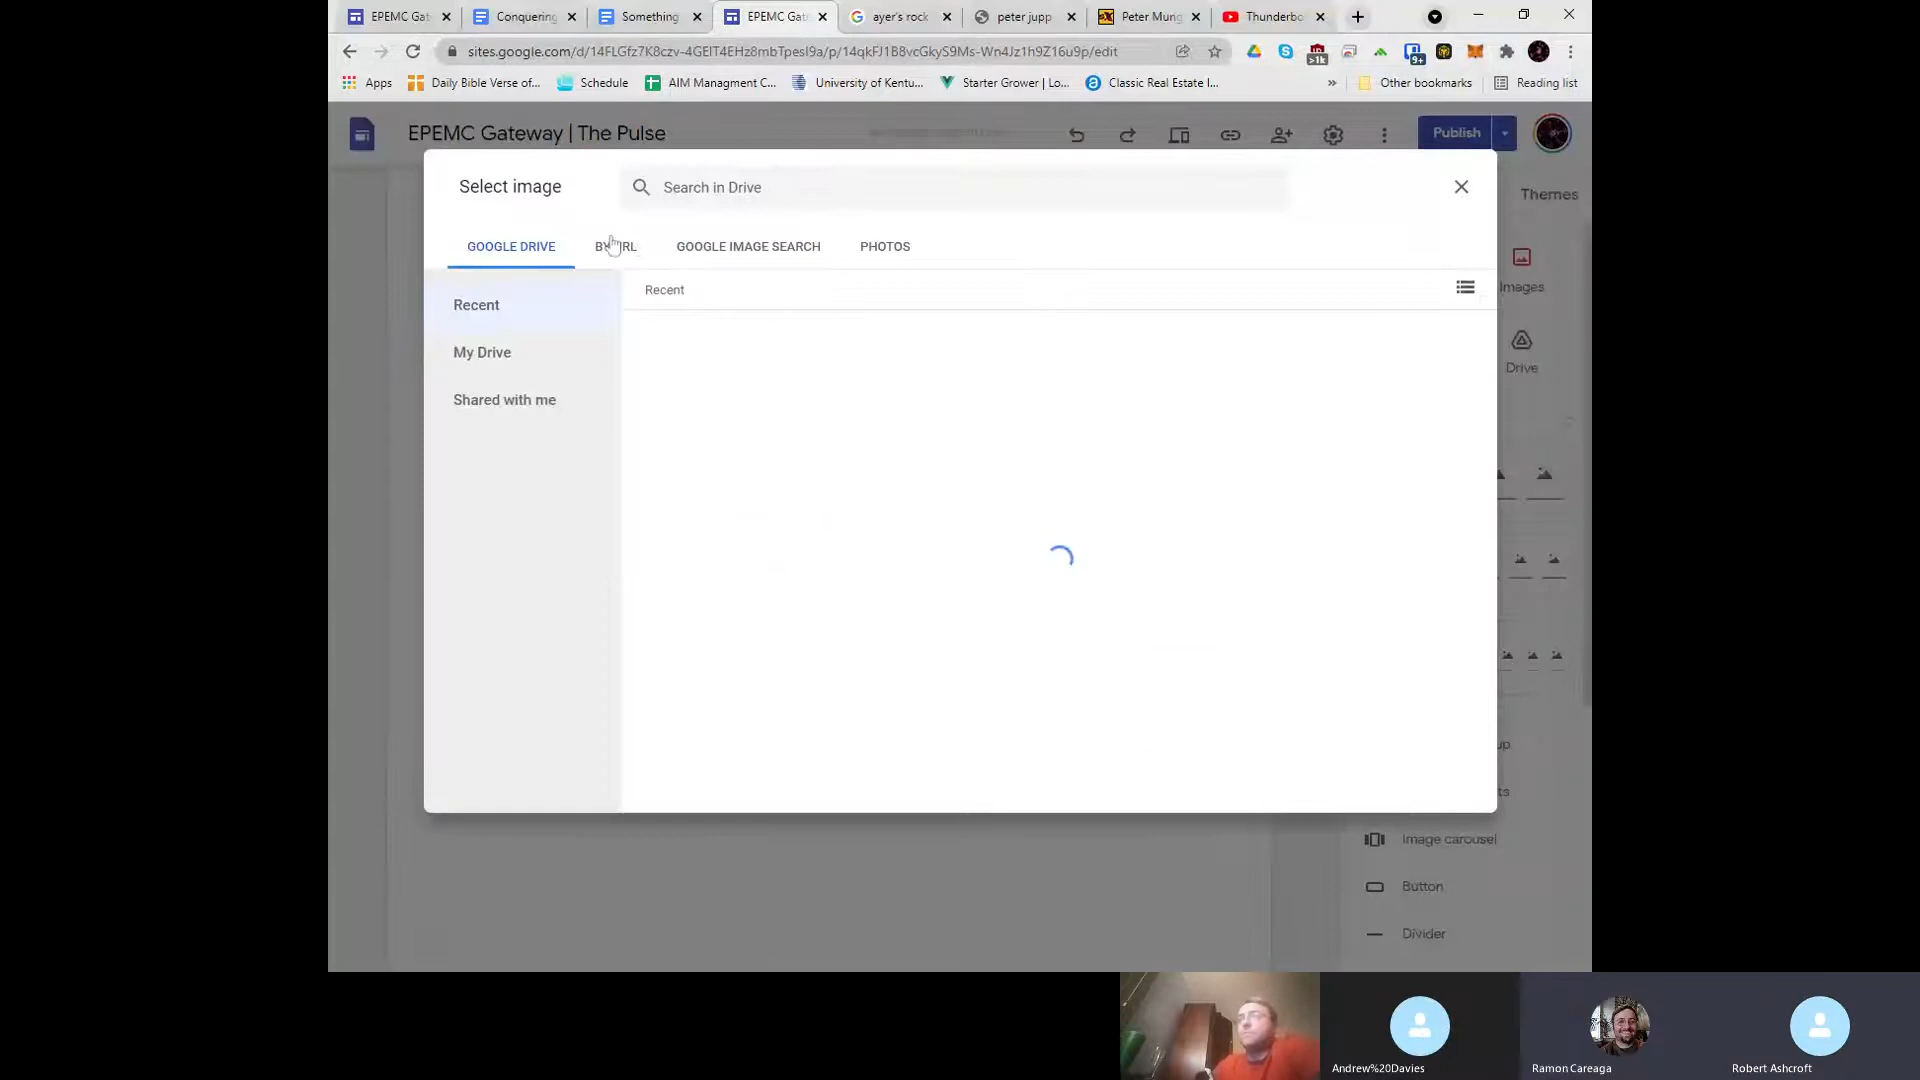 EPEMC Gat
Conquering
Something
EPEMC Gat
ayer's rock
peter jupp
Peter Mung
Thunderbo
sites.google.com/d/14FLGfz7K8czv-4GElT4EHz8mbTpesl9a/p/14qkFJ1B8vcGkyS9Ms-Wn4Jz1h9Z16u9p/edit
>1k
9+
Apps
Daily Bible Verse of...
Schedule
AIM Managment C...
University of Kentu...
Starter Grower | Lo...
Classic Real Estate I...
»
Other bookmarks
Reading list
EPEMC Gateway | The Pulse
Publish
Select image
Search in Drive
Themes
GOOGLE DRIVE
BY URL
GOOGLE IMAGE SEARCH
PHOTOS
Recent
Recent
Images
My Drive
Drive
Shared with me
Image carousel
Button
Divider
Andrew%20Davies
Ramon Careaga
Robert Ashcroft